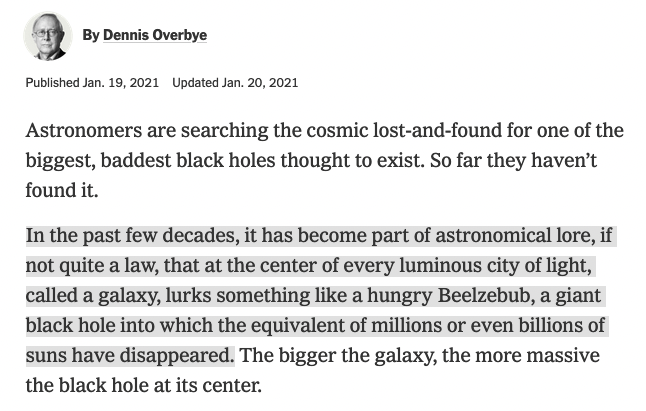 By Dennis Overbye
Published Jan. 19, 2021 Updated Jan. 20, 2021
Astronomers are searching the cosmic lost-and-found for one of the
biggest, baddest black holes thought to exist. So far they haven’t
found it.
In the past few decades, it has become part of astronomical lore, if
not quite a law, that at the center of every luminous city of light,
called a galaxy, lurks something like a hungry Beelzebub, a giant
black hole into which the equivalent of millions or even billions of
suns have disappeared. The bigger the galaxy, the more massive
the black hole at its center.